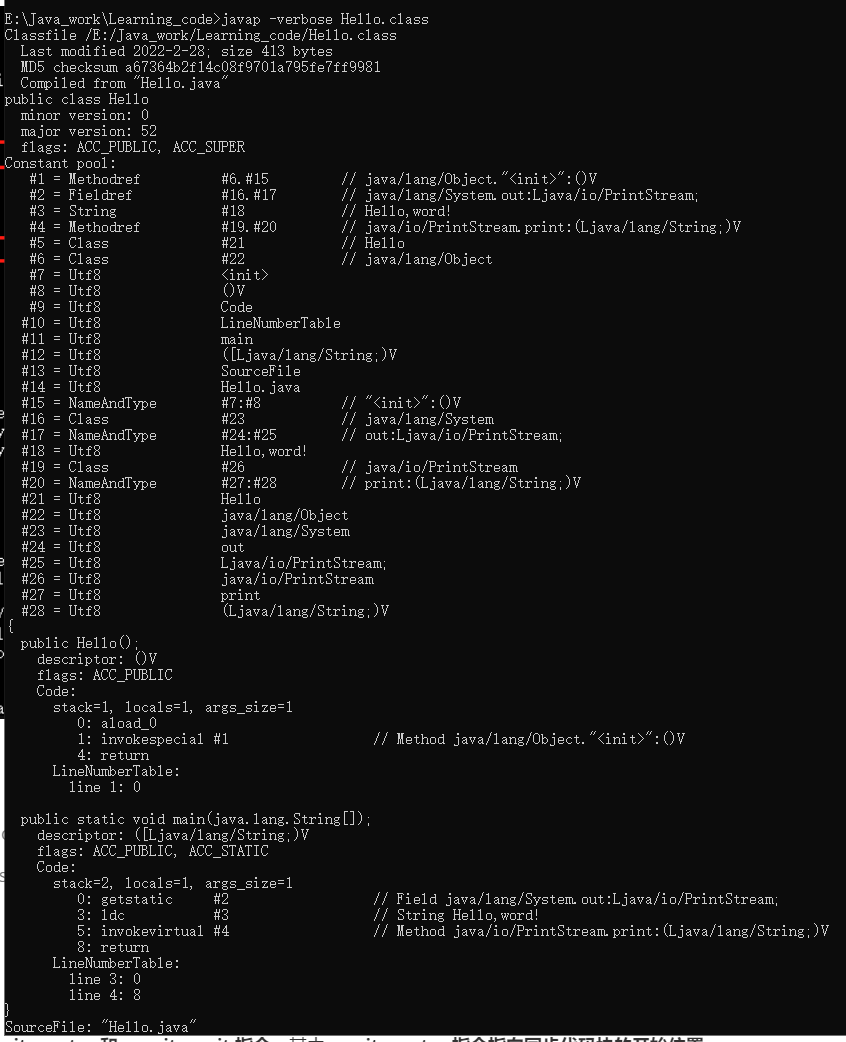 E:\Java_work\Learning_code>javap -verbose Hello.class
Classfile /E:/Java_work/Learning_code/Hello.class
  Last modified 2022-2-28; size 413 bytes
  MD5 checksum a67364b2f14c08f9701a795fe7ff9981
  Compiled from "Hello.java"
public class Hello
  minor version: 0
  major version: 52
  flags: ACC_PUBLIC, ACC_SUPER
Constant pool:
   #1 = Methodref          #6.#15         // java/lang/Object."<init>":()V
   #2 = Fieldref           #16.#17        // java/lang/System.out:Ljava/io/PrintStream;
   #3 = String             #18            // Hello,word!
   #4 = Methodref          #19.#20        // java/io/PrintStream.print:(Ljava/lang/String;)V
   #5 = Class              #21            // Hello
   #6 = Class              #22            // java/lang/Object
   #7 = Utf8               <init>
   #8 = Utf8               ()V
   #9 = Utf8               Code
  #10 = Utf8               LineNumberTable
  #11 = Utf8               main
  #12 = Utf8               ([Ljava/lang/String;)V
  #13 = Utf8               SourceFile
  #14 = Utf8               Hello.java
  #15 = NameAndType        #7:#8          // "<init>":()V
  #16 = Class              #23            // java/lang/System
  #17 = NameAndType        #24:#25        // out:Ljava/io/PrintStream;
  #18 = Utf8               Hello,word!
  #19 = Class              #26            // java/io/PrintStream
  #20 = NameAndType        #27:#28        // print:(Ljava/lang/String;)V
  #21 = Utf8               Hello
  #22 = Utf8               java/lang/Object
  #23 = Utf8               java/lang/System
  #24 = Utf8               out
  #25 = Utf8               Ljava/io/PrintStream;
  #26 = Utf8               java/io/PrintStream
  #27 = Utf8               print
  #28 = Utf8               (Ljava/lang/String;)V
{
  public Hello();
    descriptor: ()V
    flags: ACC_PUBLIC
    Code:
      stack=1, locals=1, args_size=1
         0: aload_0
         1: invokespecial #1                  // Method java/lang/Object."<init>":()V
         4: return
      LineNumberTable:
        line 1: 0
  public static void main(java.lang.String[]);
    descriptor: ([Ljava/lang/String;)V
    flags: ACC_PUBLIC, ACC_STATIC
    Code:
      stack=2, locals=1, args_size=1
         0: getstatic     #2                  // Field java/lang/System.out:Ljava/io/PrintStream;
         3: ldc           #3                  // String Hello,word!
         5: invokevirtual #4                  // Method java/io/PrintStream.print:(Ljava/lang/String;)V
         8: return
      LineNumberTable:
        line 3: 0
        line 4: 8
}
SourceFile: "Hello.java"